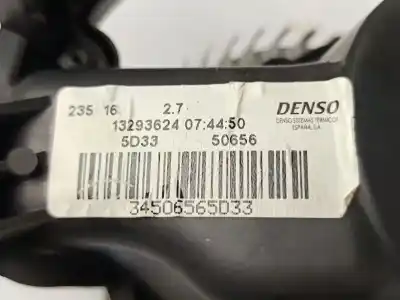 235 16 2.7
13293624 07:44:50
5D33 50656
DENSO
DENSO SISTEMAS TERMICOS
ESPAÑA, S.A.
34506565D33